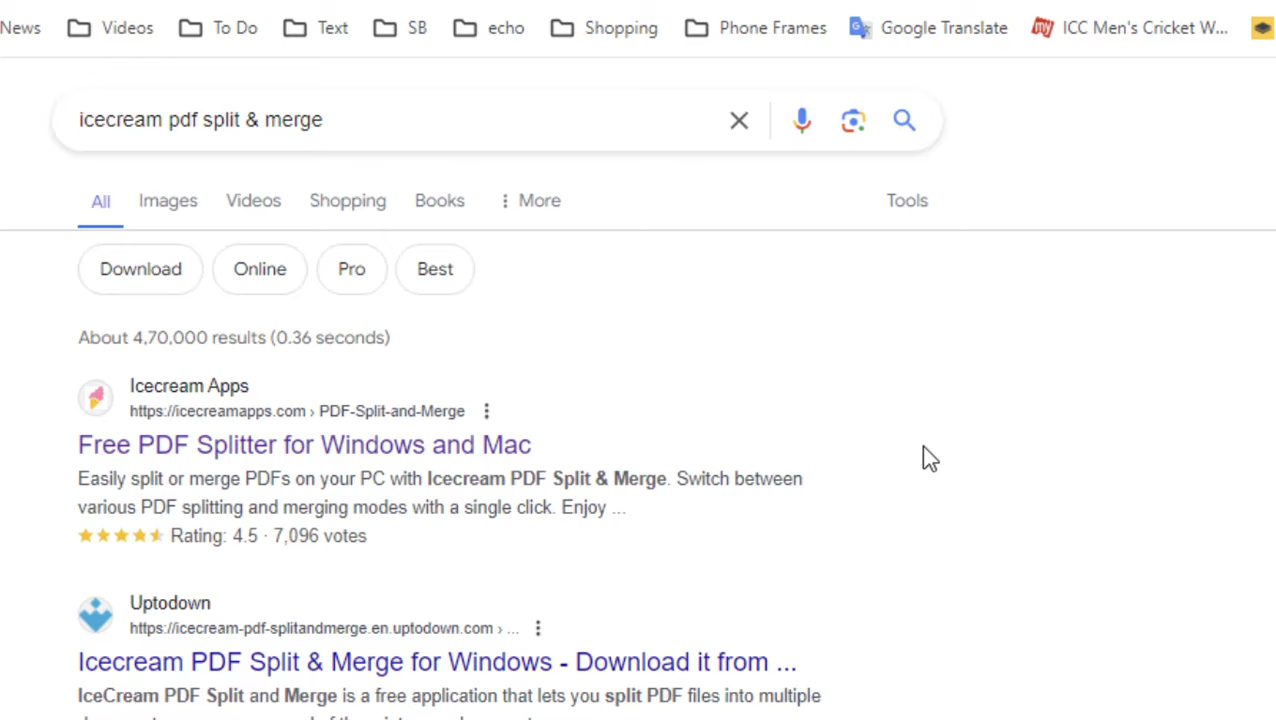 News Videos To Do Text SB echo Shopping Phone Frames Google Translate ICC Men's Cricket W...
icecream pdf split & merge
All Images Videos Shopping Books More Tools
Download Online Pro Best
About 4,70,000 results (0.36 seconds)
Icecream Apps
https://icecreamapps.com › PDF-Split-and-Merge
Free PDF Splitter for Windows and Mac
Easily split or merge PDFs on your PC with Icecream PDF Split & Merge. Switch between
various PDF splitting and merging modes with a single click. Enjoy ...
Rating: 4.5 · 7,096 votes
Uptodown
https://icecream-pdf-splitandmerge.en.uptodown.com › ...
Icecream PDF Split & Merge for Windows - Download it from ...
IceCream PDF Split and Merge is a free application that lets you split PDF files into multiple